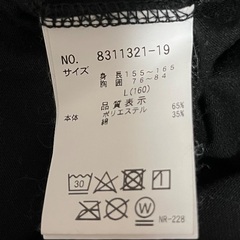 NO. 8311321-19
サイズ
身長 155~165
胸囲 76~84
L(160)
品質表示
本体 ポリエステル 65%
綿 35%
30
W
NR-228